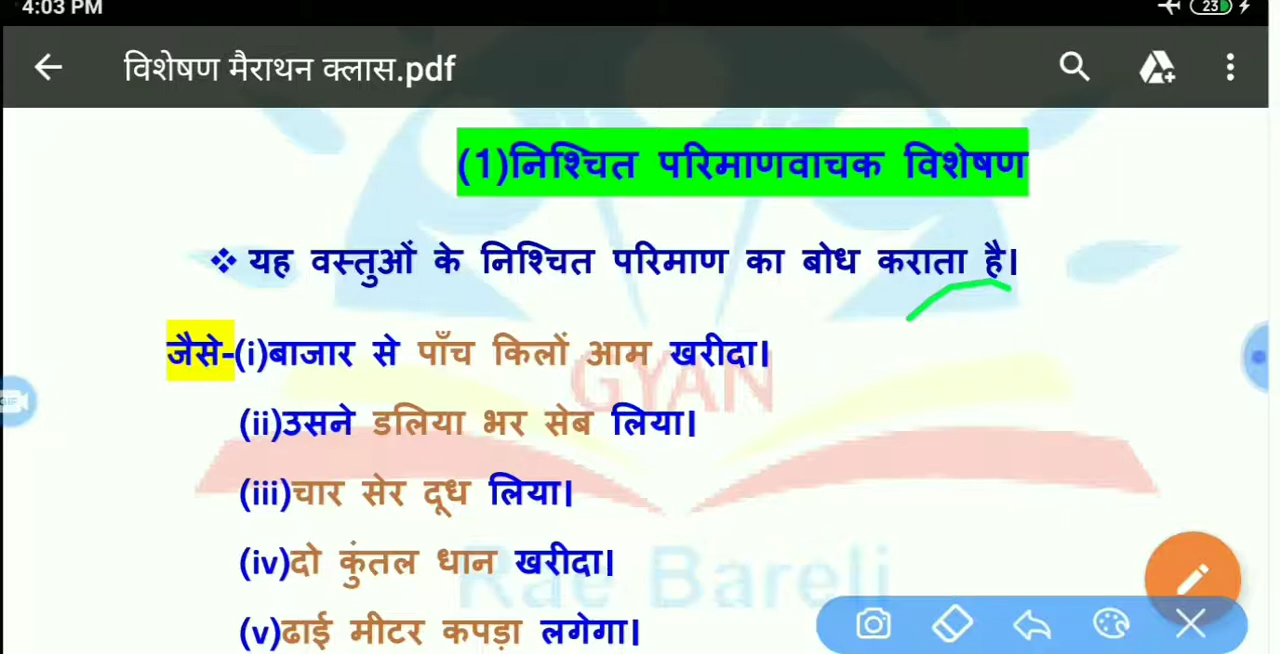 4:03 PM
23
विशेषण मैराथन क्लास.pdf
(1)निश्चित परिमाणवाचक विशेषण
❖ यह वस्तुओं के निश्चित परिमाण का बोध कराता है।
जैसे-(i)बाजार से पाँच किलों आम खरीदा।
GYAN
(ii)उसने डलिया भर सेब लिया।
(iii)चार सेर दूध लिया।
(iv)दो कुंतल धान खरीदा।
Rae Bareli
(v)ढाई मीटर कपड़ा लगेगा।
GIF